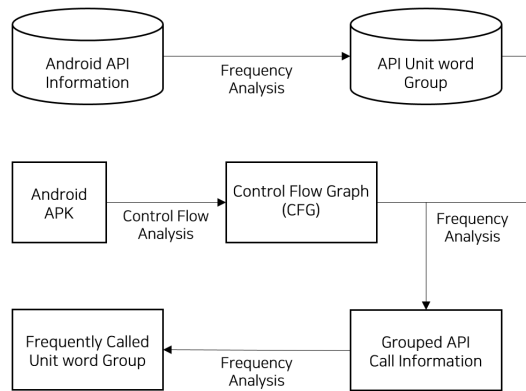 Android API
Information
Frequency
Analysis
API Unit word
Group
Android
APK
Control Flow
Analysis
Control Flow Graph
(CFG)
Frequency
Analysis
Frequently Called
Unit word Group
Frequency
Analysis
Grouped API
Call Information